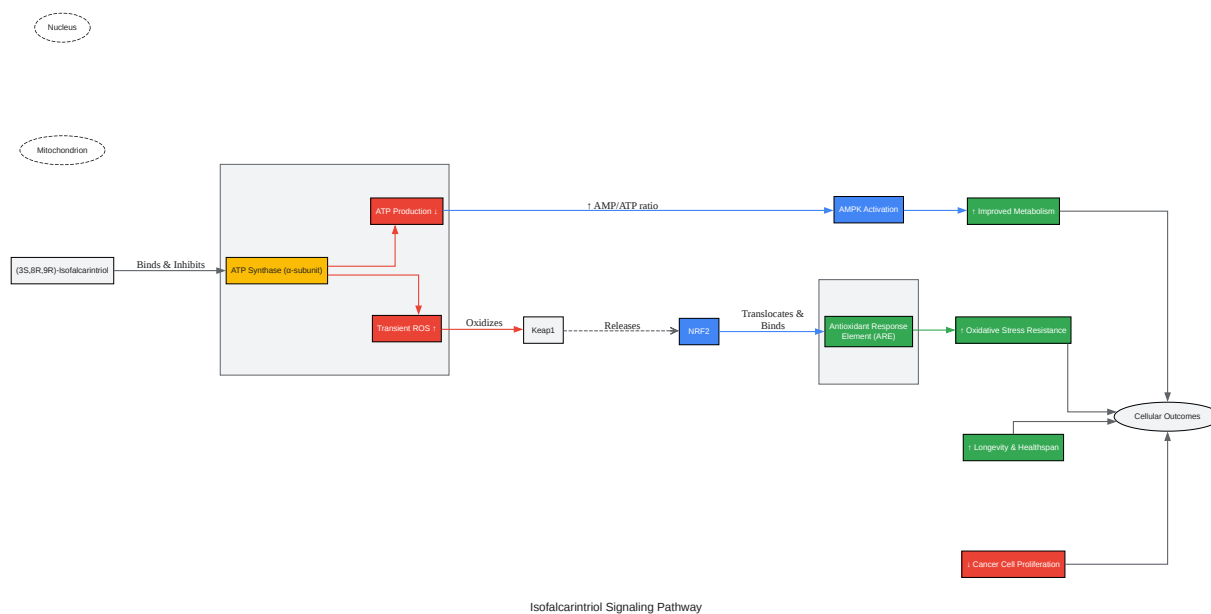 Nucleus
Mitochondrion
ATP Production ↓
↑ AMP/ATP ratio
AMPK Activation
↑ Improved Metabolism
(3S,8R,9R)-Isofalcarintriol
Binds & Inhibits
ATP Synthase (α-subunit)
Transient ROS ↑
Oxidizes
Keap1
Releases
NRF2
Translocates &
Binds
Antioxidant Response
Element (ARE)
↑ Oxidative Stress Resistance
Cellular Outcomes
↑ Longevity & Healthspan
↓ Cancer Cell Proliferation
Isofalcarintriol Signaling Pathway